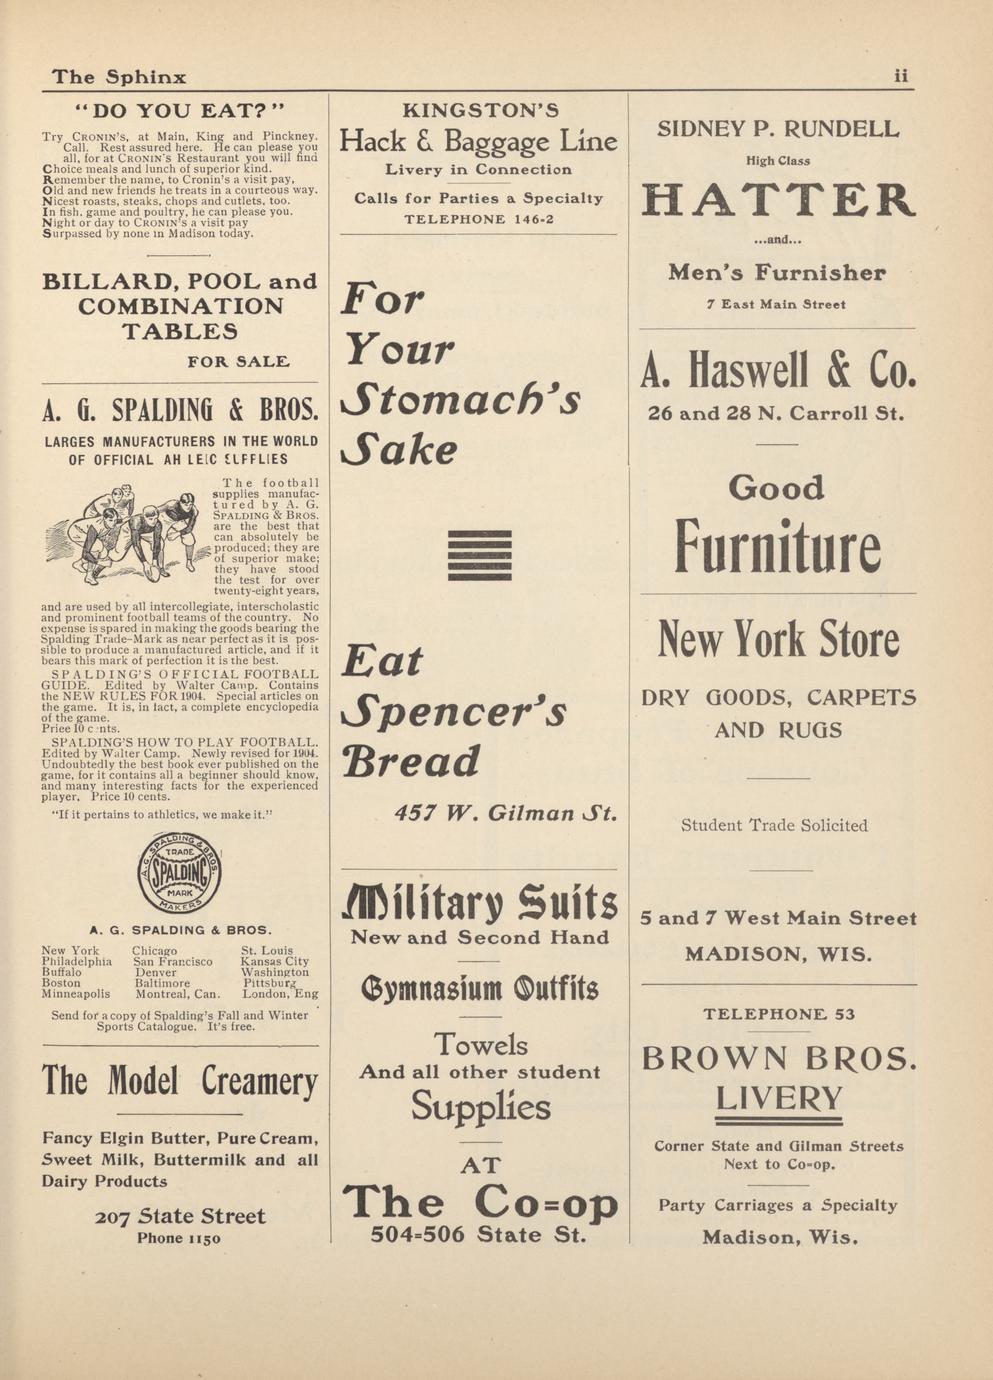 The Sphinx
ii
"DO YOU EAT?"
Try CRONIN'S, at Main, King and Pinckney.
Call. Rest assured here. He can please you
all, for at CRONIN'S Restaurant you will find
Choice meals and lunch of superior kind.
Remember the name, to Cronin's a visit pay,
Old and new friends he treats in a courteous way.
Nicest roasts, steaks, chops and cutlets, too.
In fish, game and poultry, he can please you.
Night or day to CRONIN'S a visit pay
Surpassed by none in Madison today.
BILLARD, POOL and
COMBINATION
TABLES
FOR SALE
A. G. SPALDING & BROS.
LARGES MANUFACTURERS IN THE WORLD
OF OFFICIAL
The football
supplies manufac-
tured by A. G.
SPALDING & BROS.
are the best that
can absolutely be
produced; they are
of superior make;
they have stood
the test for over
twenty-eight years,
and are used by all intercollegiate, interscholastic
and prominent football teams of the country. No
expense is spared in making the goods bearing the
Spalding Trade-Mark as near perfect as it is pos-
sible to produce a manufactured article, and if it
bears this mark of perfection it is the best.
SPALDING'S OFFICIAL FOOTBALL
GUIDE. Edited by Walter Camp. Contains
the NEW RULES FOR 1904. Special articles on
the game. It is, in fact, a complete encyclopedia
of the game.
Price 10 c nts.
SPALDING'S HOW TO PLAY FOOTBALL.
Edited by Walter Camp. Newly revised for 1904.
Undoubtedly the best book ever published on the
game, for it contains all a beginner should know,
and many interesting facts for the experienced
player. Price 10 cents.
"If it pertains to athletics, we make it."
A. G. SPALDING & BROS.
TRADE
SPALDING
MARK
MAKERS
A. G. SPALDING & BROS.
New York Chicago St. Louis
Philadelphia San Francisco Kansas City
Buffalo Denver Washington
Boston Baltimore Pittsburg
Minneapolis Montreal, Can. London, Eng
Send for a copy of Spalding's Fall and Winter
Sports Catalogue. It's free.
The Model Creamery
Fancy Elgin Butter, Pure Cream,
Sweet Milk, Buttermilk and all
Dairy Products
207 State Street
Phone 1150
KINGSTON'S
Hack & Baggage Line
Livery in Connection
Calls for Parties a Specialty
TELEPHONE 146-2
For
Your
Stomach's
Sake
Eat
Spencer's
Bread
457 W. Gilman St.
Military Suits
New and Second Hand
Gymnasium Outfits
Towels
And all other student
Supplies
AT
The Co=op
504=506 State St.
SIDNEY P. RUNDELL
High Class
HATTER
...and...
Men's Furnisher
7 East Main Street
A. Haswell & Co.
26 and 28 N. Carroll St.
Good
Furniture
New York Store
DRY GOODS, CARPETS
AND RUGS
Student Trade Solicited
5 and 7 West Main Street
MADISON, WIS.
TELEPHONE 53
BROWN BROS.
LIVERY
Corner State and Gilman Streets
Next to Co=op.
Party Carriages a Specialty
Madison, Wis.